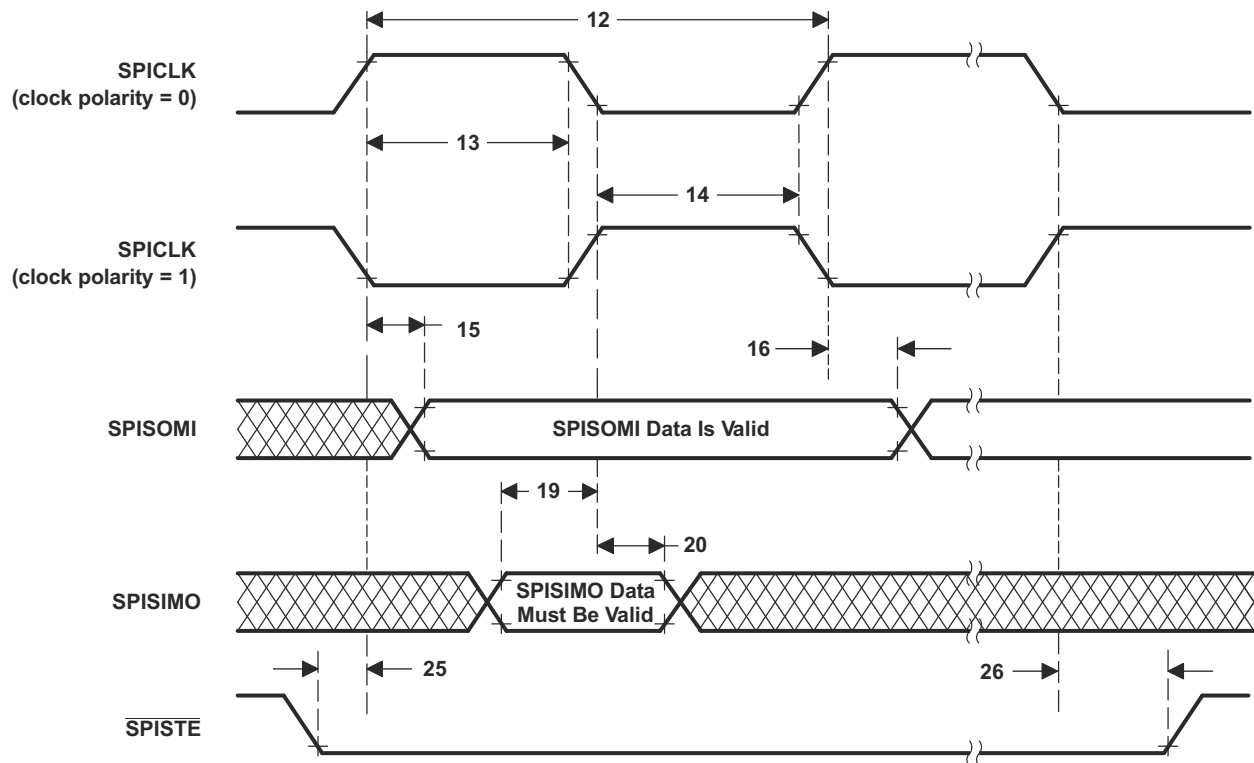 12
SPICLK
(clock polarity = 0)
13
14
SPICLK
(clock polarity = 1)
15
16
SPISOMI
SPISOMI Data Is Valid
19
20
SPISIMO
SPISIMO Data
Must Be Valid
25
26
SPISTE